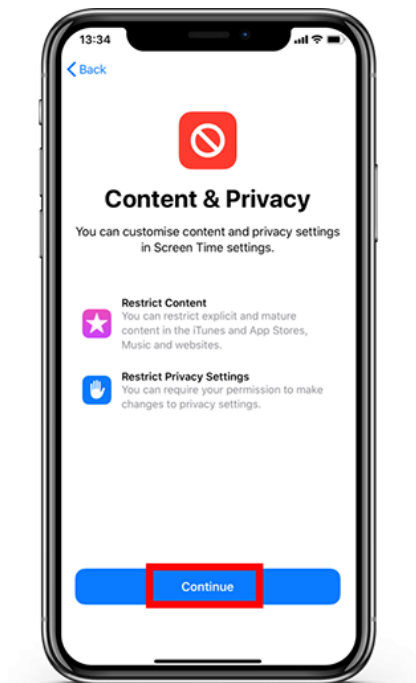 13:34
Back
Content & Privacy
You can customise content and privacy settings
in Screen Time settings.
Restrict Content
You can restrict explicit and mature
content in the iTunes and App Stores,
Music and websites.
Restrict Privacy Settings
You can require your permission to make
changes to privacy settings.
Continue